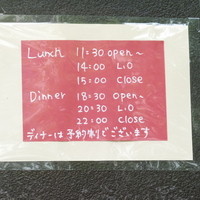 Lunch 11:30 open~
14:00 L.O
15:00 close
Dinner 18:30 open~
20:30 L.O
22:00 close
ディナーは予約制でございます